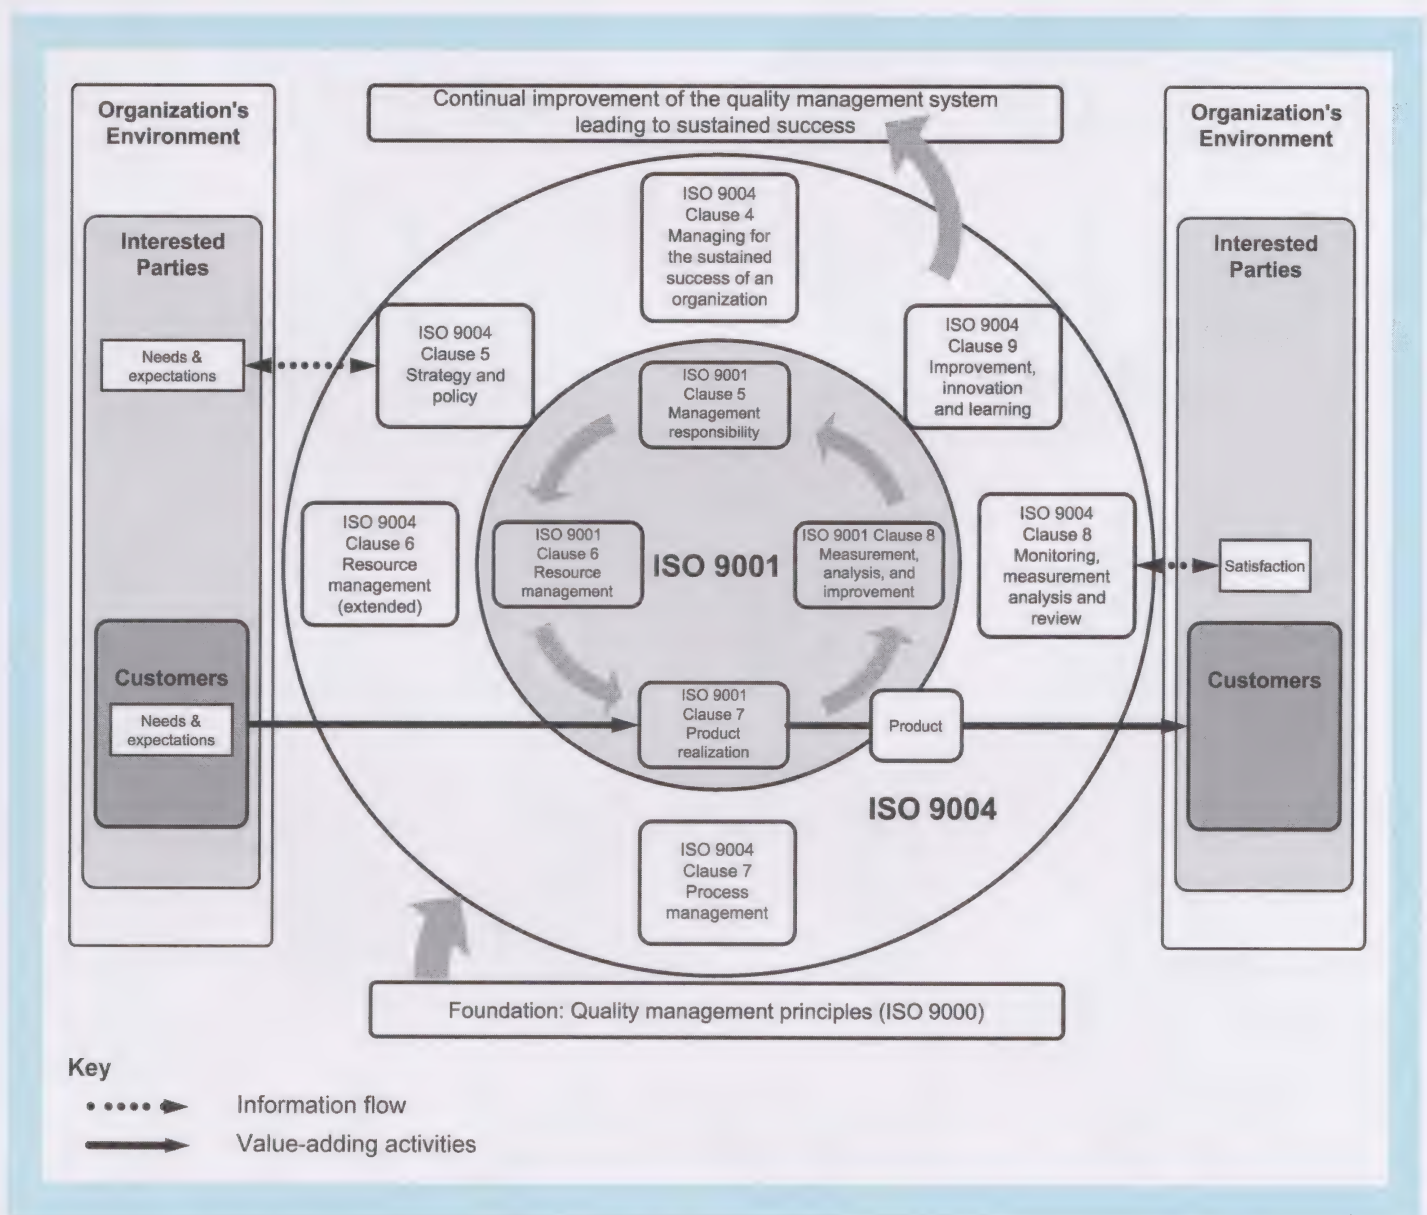 Organization's
Environment
Continual improvement of the quality management system
leading to sustained success
Organization's
Environment
Interested
Parties
Needs &
expectations
Customers
Needs &
expectations
ISO 9004
Clause 4
Managing for
the sustained
success of an
organization
ISO 9004
Clause 5
Strategy and
policy
ISO 9004
Clause 9
Improvement,
innovation
and learning
ISO 9001
Clause 5
Management
responsibility
ISO 9004
Clause 6
Resource
management
(extended)
ISO 9001
Clause 6
Resource
management
ISO 9001
ISO 9001 Clause 8
Measurement,
analysis, and
improvement
ISO 9004
Clause 8
Monitoring,
measurement
analysis and
review
ISO 9001
Clause 7
Product
realization
Product
ISO 9004
ISO 9004
Clause 7
Process
management
Interested
Parties
Satisfaction
Customers
Foundation: Quality management principles (ISO 9000)
Key
Information flow
Value-adding activities